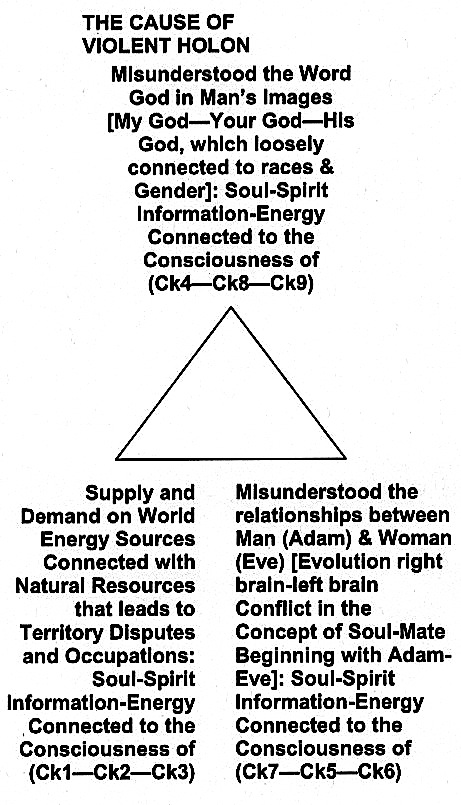 THE CAUSE OF
VIOLENT HOLON
Misunderstood the Word
God in Man's Images
[My God—Your God—His
God, which loosely
connected to races &
Gender]: Soul-Spirit
Information-Energy
Connected to the
Consciousness of
(Ck4—Ck8—Ck9)
Supply and
Demand on World
Energy Sources
Connected with
Natural Resources
that leads to
Territory Disputes
and Occupations:
Soul-Spirit
Information-Energy
Connected to the
Consciousness of
(Ck1—Ck2—Ck3)
Misunderstood the
relationships between
Man (Adam) & Woman
(Eve) [Evolution right
brain-left brain
Conflict in the
Concept of Soul-Mate
Beginning with Adam-
Eve]: Soul-Spirit
Information-Energy
Connected to the
Consciousness of
(Ck7—Ck5—Ck6)